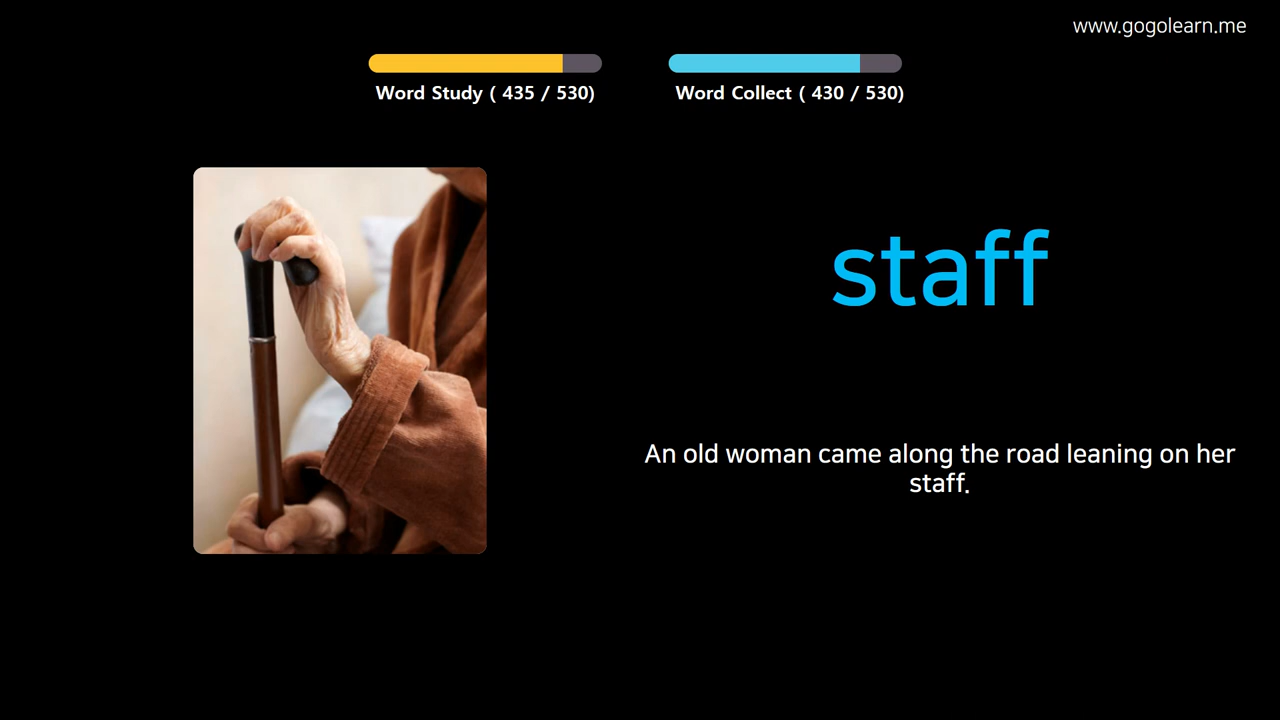 www.gogolearn.me
Word Study ( 435 / 530)
Word Collect ( 430 / 530)
staff
An old woman came along the road leaning on her
staff.